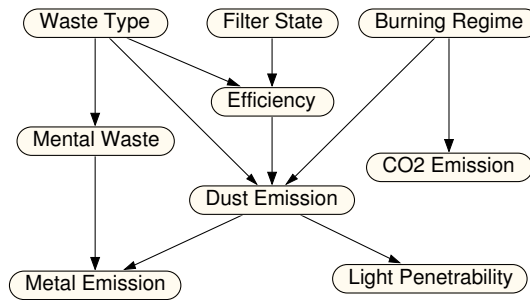 Waste Type
Filter State
Burning Regime
Efficiency
Mental Waste
CO2 Emission
Dust Emission
Metal Emission
Light Penetrability